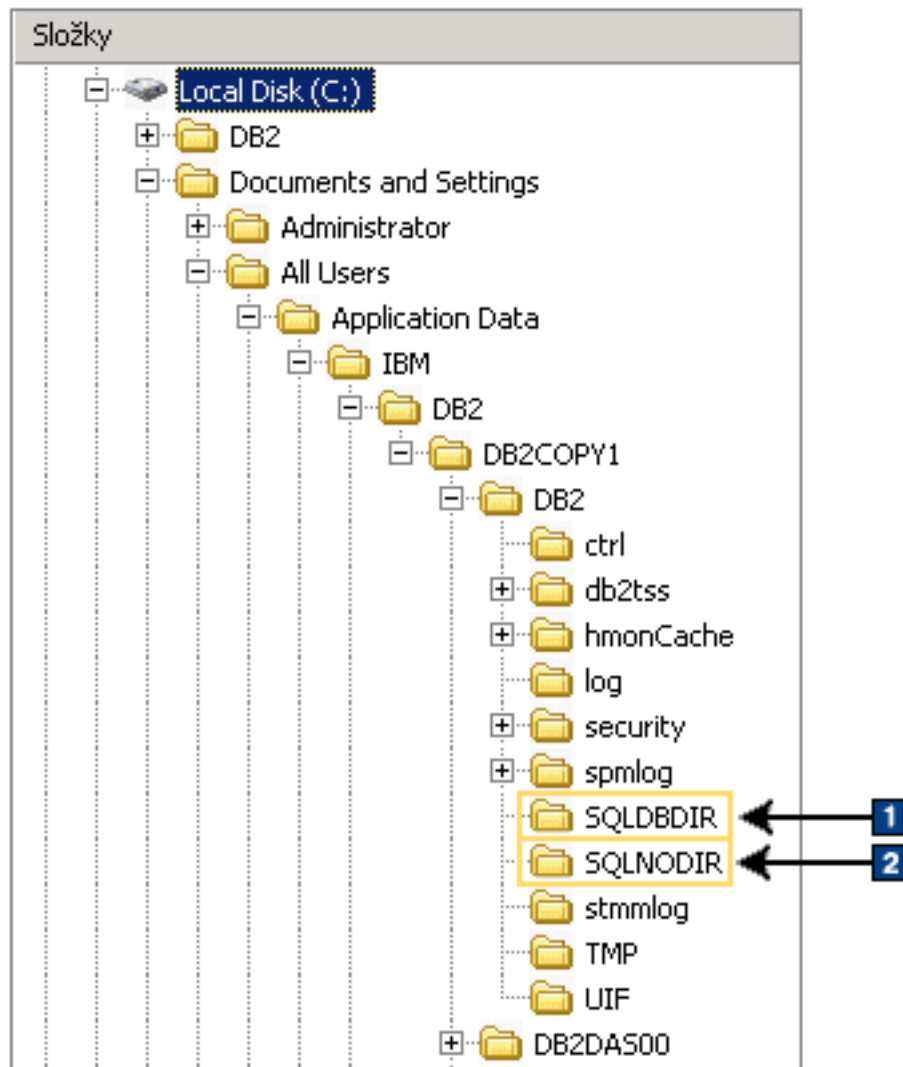 Složky
Local Disk (C:)
DB2
Documents and Settings
Administrator
All Users
Application Data
IBM
DB2
DB2COPY1
DB2
ctrl
db2tss
hmonCache
log
security
spmlog
SQLDBDIR 1
SQLNODIR 2
stmmlog
TMP
UIF
DB2DAS00